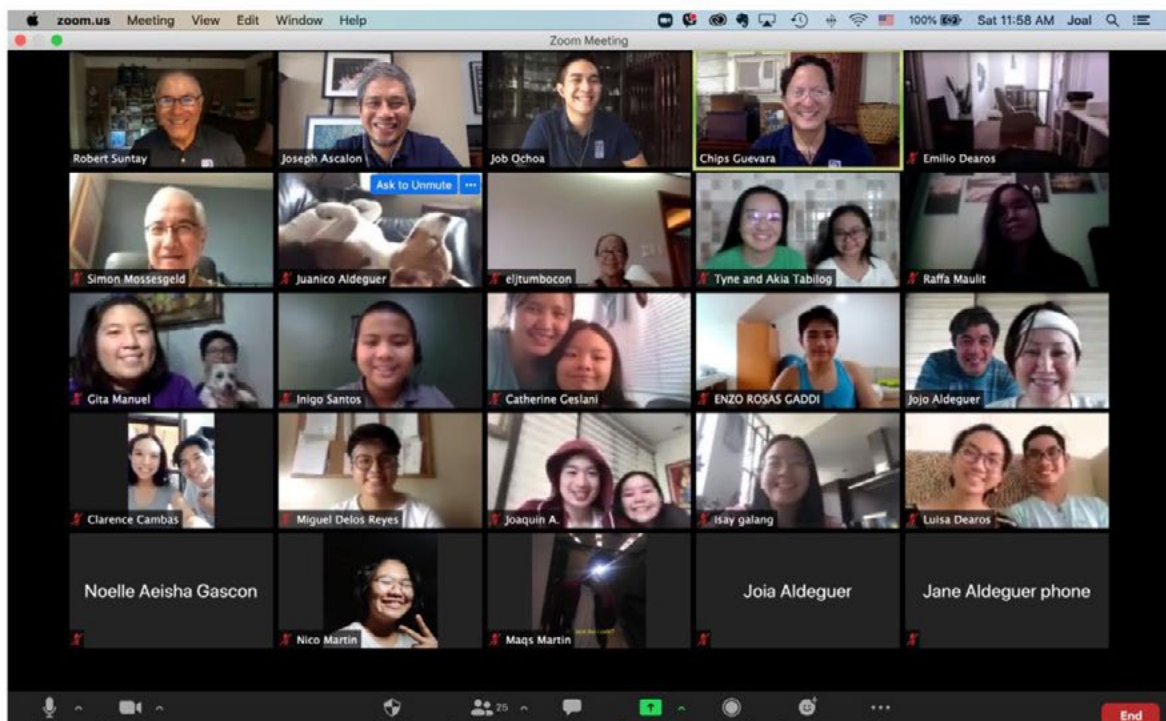 zoom.us Meeting View Edit Window Help 100% Sat 11:58 AM Joal
Zoom Meeting
Robert Suntay
Joseph Ascalon
Job Ochoa
Chips Guevara
Emilio Dearos
Simon Mossesgeld
Ask to Unmute ...
Juanico Aldeguer
eljtumbocon
Tyne and Akia Tabilog
Raffa Maulit
Gita Manuel
Inigo Santos
Catherine Geslani
ENZO ROSAS GADDI
Jojo Aldeguer
Clarence Cambas
Miguel Delos Reyes
Joaquin A.
isay galang
Luisa Dearos
Noelle Aeisha Gascon
Nico Martin
Maqs Martin
Joia Aldeguer
Jane Aldeguer phone
25
End